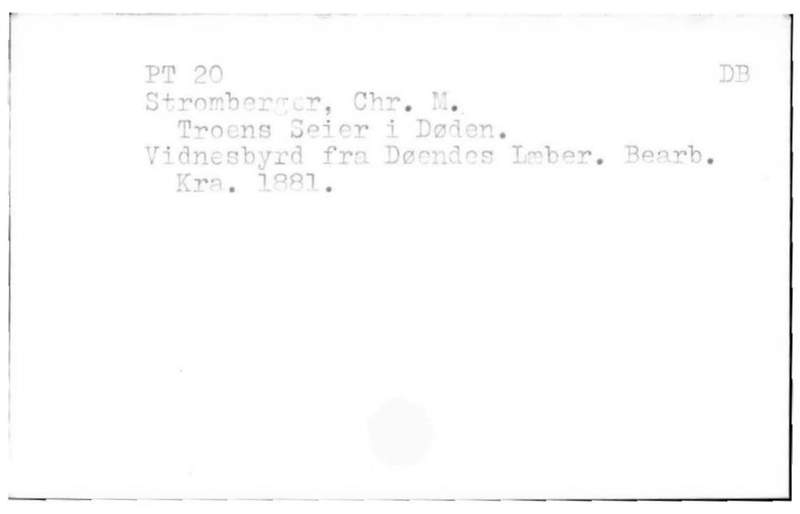 PT 20 DB
Stromberger, Chr. M.
Troens Seier i Døden.
Vidnesbyrd fra Døendes Læber. Bearb.
Kra. 1881.